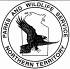 PARKS AND WILDLIFE SERVICE
NORTHERN TERRITORY